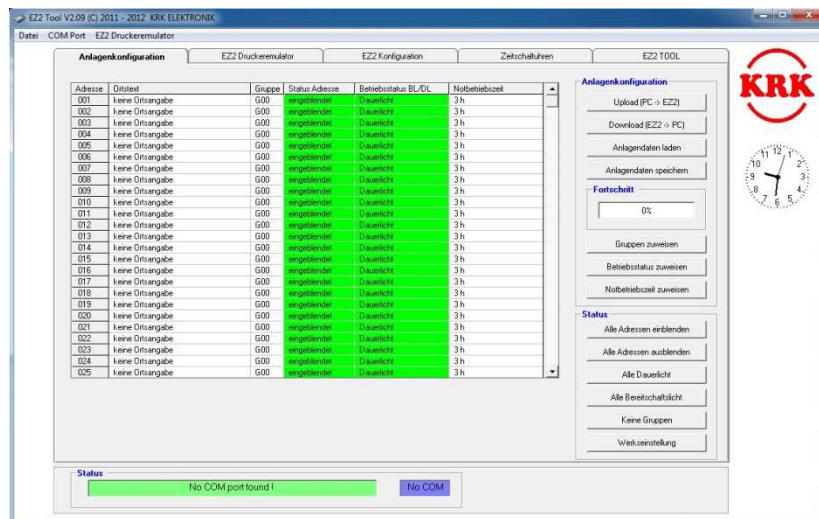 EZ2 Tool V2.09 (C) 2011 - 2012 KRK ELEKTRONIK
Datei COM Port EZ2 Druckeremulator
Anlagenkonfiguration EZ2 Druckeremulator EZ2 Konfiguration Zeitschaltuhren EZ2 TOOL
Adresse Ortstext Gruppe Status Adresse Betriebsstatus BL/DL Notbetriebszeit
001 keine Ortsangabe G00 eingeblendet Dauerlicht 3 h
002 keine Ortsangabe G00 eingeblendet Dauerlicht 3 h
003 keine Ortsangabe G00 eingeblendet Dauerlicht 3 h
004 keine Ortsangabe G00 eingeblendet Dauerlicht 3 h
005 keine Ortsangabe G00 eingeblendet Dauerlicht 3 h
006 keine Ortsangabe G00 eingeblendet Dauerlicht 3 h
007 keine Ortsangabe G00 eingeblendet Dauerlicht 3 h
008 keine Ortsangabe G00 eingeblendet Dauerlicht 3 h
009 keine Ortsangabe G00 eingeblendet Dauerlicht 3 h
010 keine Ortsangabe G00 eingeblendet Dauerlicht 3 h
011 keine Ortsangabe G00 eingeblendet Dauerlicht 3 h
012 keine Ortsangabe G00 eingeblendet Dauerlicht 3 h
013 keine Ortsangabe G00 eingeblendet Dauerlicht 3 h
014 keine Ortsangabe G00 eingeblendet Dauerlicht 3 h
015 keine Ortsangabe G00 eingeblendet Dauerlicht 3 h
016 keine Ortsangabe G00 eingeblendet Dauerlicht 3 h
017 keine Ortsangabe G00 eingeblendet Dauerlicht 3 h
018 keine Ortsangabe G00 eingeblendet Dauerlicht 3 h
019 keine Ortsangabe G00 eingeblendet Dauerlicht 3 h
020 keine Ortsangabe G00 eingeblendet Dauerlicht 3 h
021 keine Ortsangabe G00 eingeblendet Dauerlicht 3 h
022 keine Ortsangabe G00 eingeblendet Dauerlicht 3 h
023 keine Ortsangabe G00 eingeblendet Dauerlicht 3 h
024 keine Ortsangabe G00 eingeblendet Dauerlicht 3 h
025 keine Ortsangabe G00 eingeblendet Dauerlicht 3 h
Anlagenkonfiguration
Upload (PC -> EZ2)
Download (EZ2 -> PC)
Anlagendaten laden
Anlagendaten speichern
Fortschritt
0%
Gruppen zuweisen
Betriebsstatus zuweisen
Notbetriebszeit zuweisen
Status
Alle Adressen einblenden
Alle Adressen ausblenden
Alle Dauerlicht
Alle Bereitschaftslicht
Keine Gruppen
Werkseinstellung
KRK
12 1 2 3 4 5 6 7 8 9 10 11
Status
No COM port found ! No COM